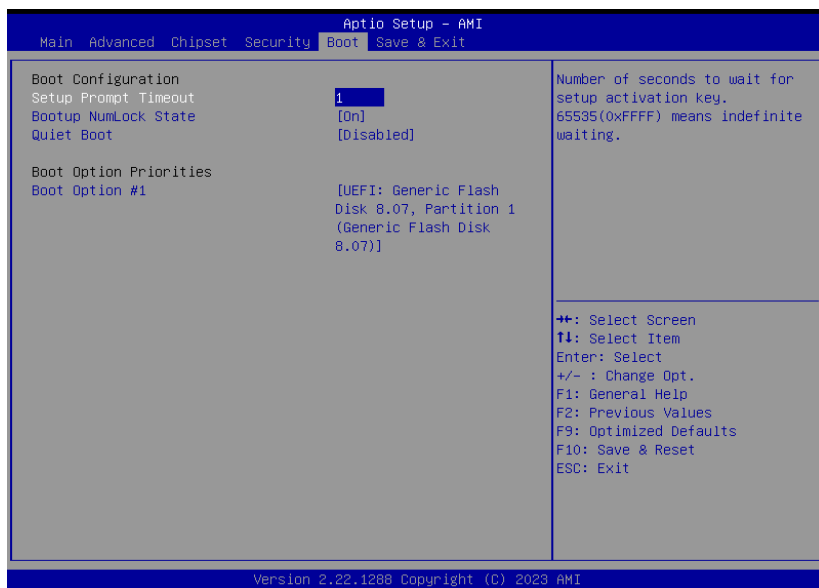 Aptio Setup – AMI
Main Advanced Chipset Security Boot Save & Exit
Boot Configuration
Setup Prompt Timeout 1
Bootup NumLock State [On]
Quiet Boot [Disabled]
Boot Option Priorities
Boot Option #1 [UEFI: Generic Flash
Disk 8.07, Partition 1
(Generic Flash Disk
8.07)]
Number of seconds to wait for
setup activation key.
65535(0xFFFF) means indefinite
waiting.
→←: Select Screen
↑↓: Select Item
Enter: Select
+/- : Change Opt.
F1: General Help
F2: Previous Values
F9: Optimized Defaults
F10: Save & Reset
ESC: Exit
Version 2.22.1288 Copyright (C) 2023 AMI